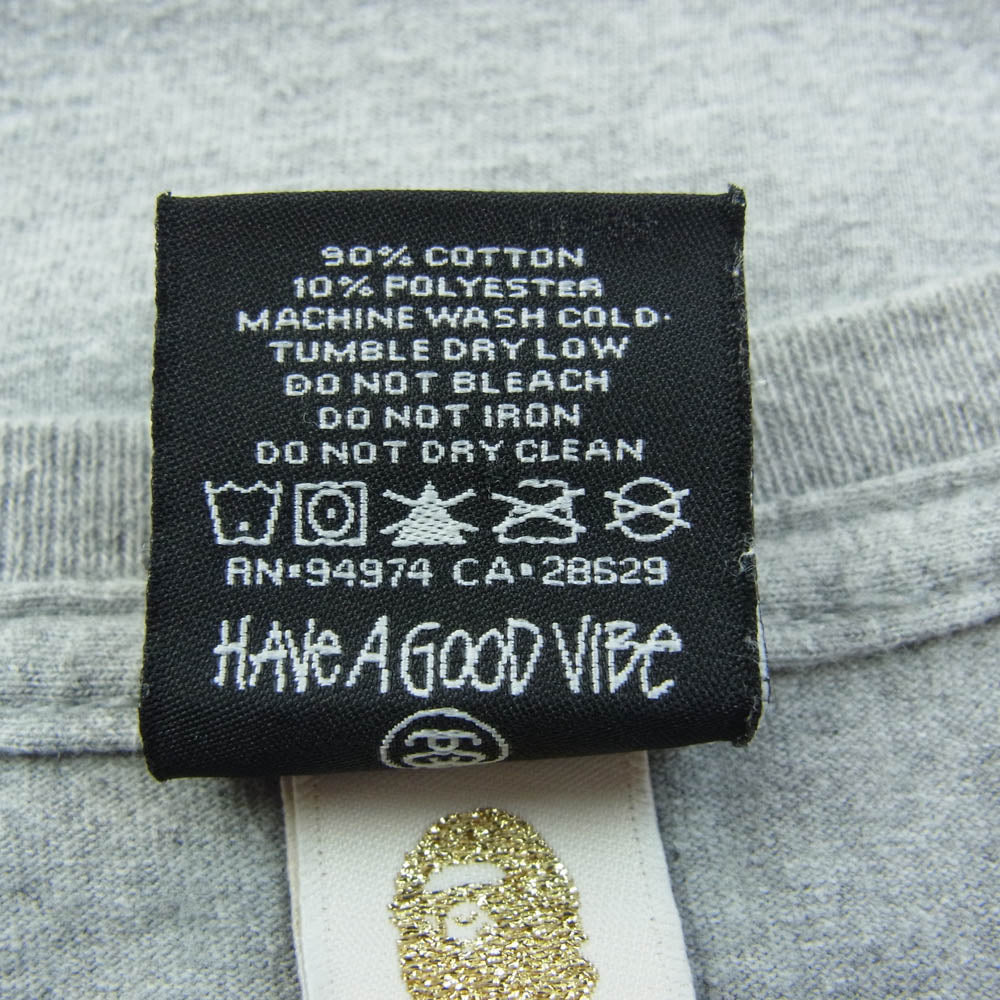 90% COTTON
10% POLYESTER
MACHINE WASH COLD.
TUMBLE DRY LOW
DO NOT BLEACH
DO NOT IRON
DO NOT DRY CLEAN
RN•94974 CA•28529
HAVE A GOOD VIBE